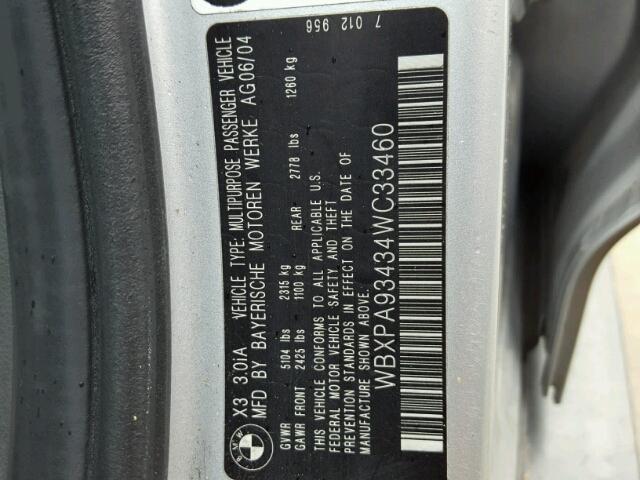 X3 3.0iA VEHICLE TYPE: MULTIPURPOSE PASSENGER VEHICLE
MFD BY BAYERISCHE MOTOREN WERKE AG 06/04
GVWR 5104 lbs 2315 kg
GAWR FRONT 2425 lbs 1100 kg REAR 2778 lbs 1260 kg
THIS VEHICLE CONFORMS TO ALL APPLICABLE U.S.
FEDERAL MOTOR VEHICLE SAFETY AND THEFT
PREVENTION STANDARDS IN EFFECT ON THE DATE OF
MANUFACTURE SHOWN ABOVE.
WBXPA93434WC33460
7 012 956